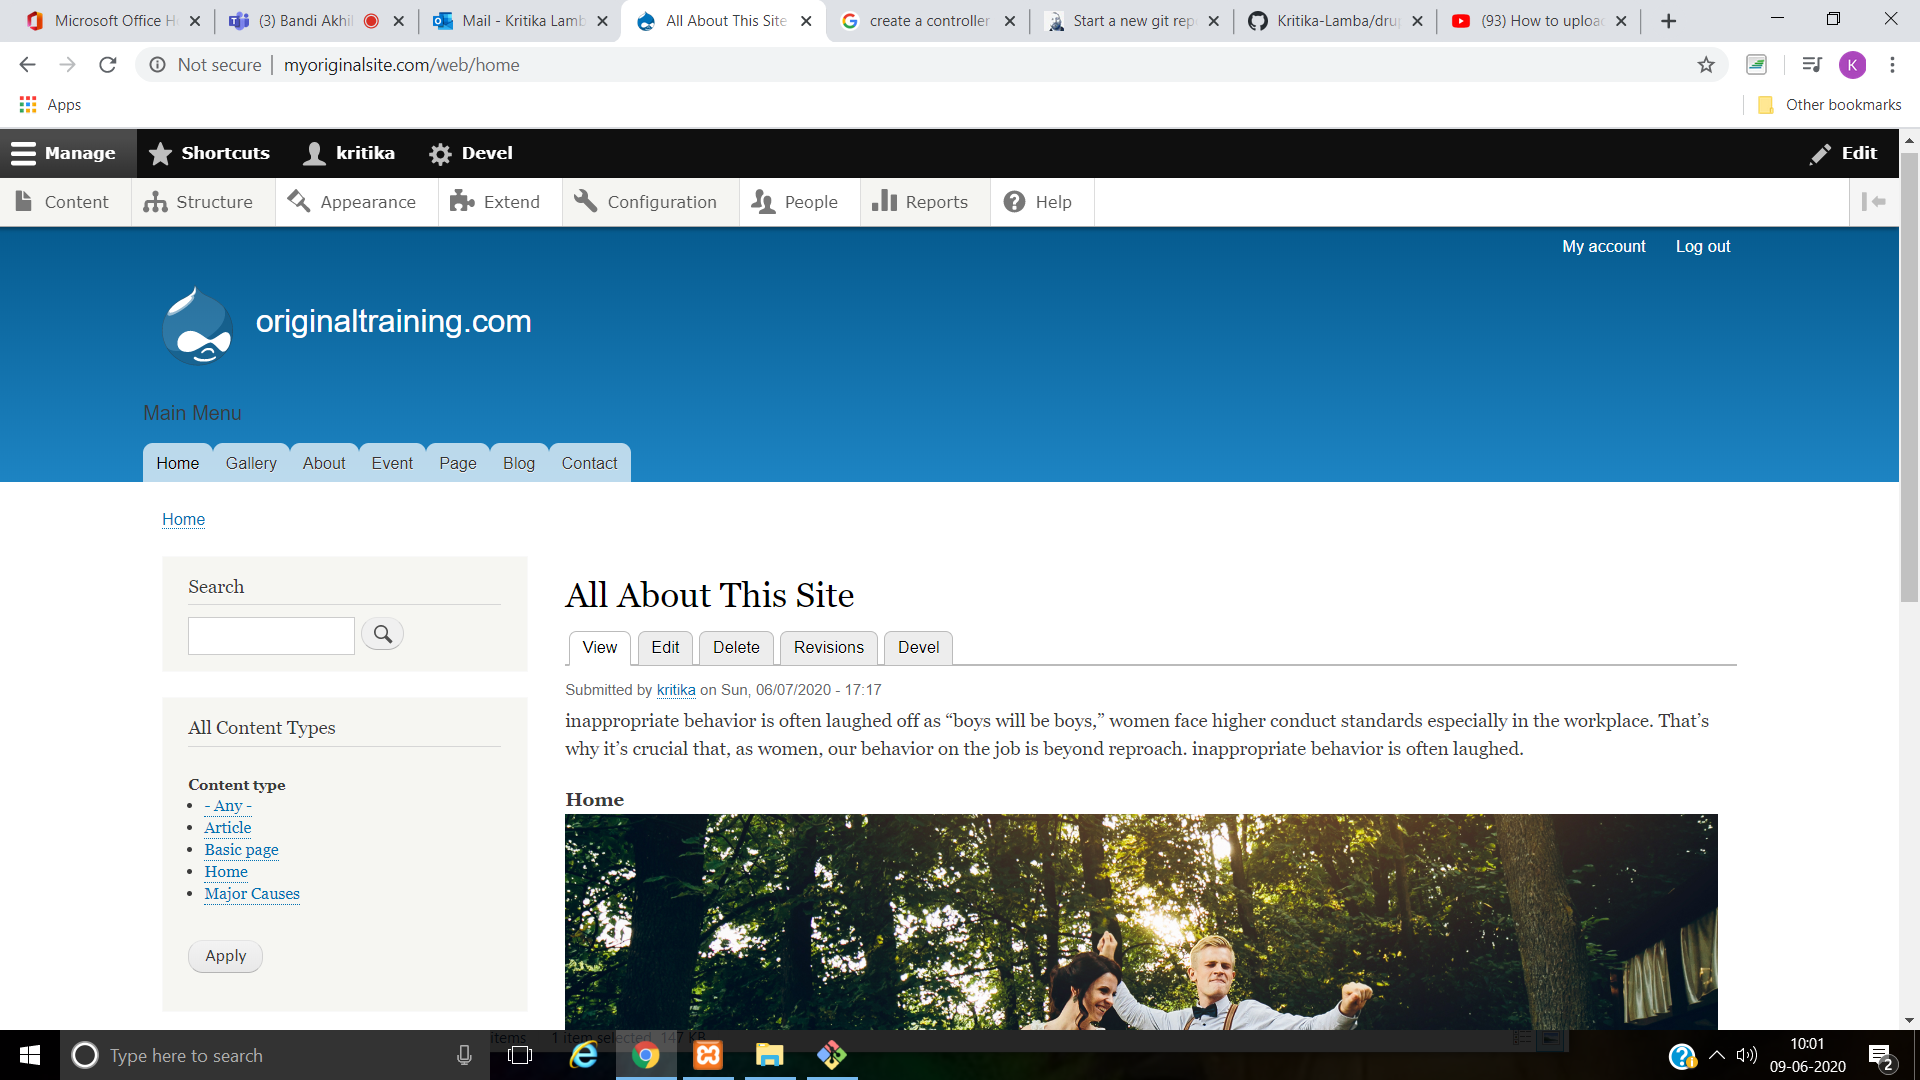 Microsoft Office H
(3) Bandi Akhil
Mail - Kritika Lamb
All About This Site
create a controller
Start a new git rep
Kritika-Lamba/dru
(93) How to uploa
Not secure
myoriginalsite.com/web/home
K
Apps
Other bookmarks
Manage
Shortcuts
kritika
Devel
Edit
Content
Structure
Appearance
Extend
Configuration
People
Reports
Help
My account
Log out
originaltraining.com
Main Menu
Home
Gallery
About
Event
Page
Blog
Contact
Home
Search
All Content Types
Content type
- Any -
Article
Basic page
Home
Major Causes
Apply
All About This Site
View
Edit
Delete
Revisions
Devel
Submitted by kritika on Sun, 06/07/2020 - 17:17
inappropriate behavior is often laughed off as “boys will be boys,” women face higher conduct standards especially in the workplace. That’s
why it’s crucial that, as women, our behavior on the job is beyond reproach. inappropriate behavior is often laughed.
Home
items
1 item selected 147 KB
Type here to search
10:01
09-06-2020
2